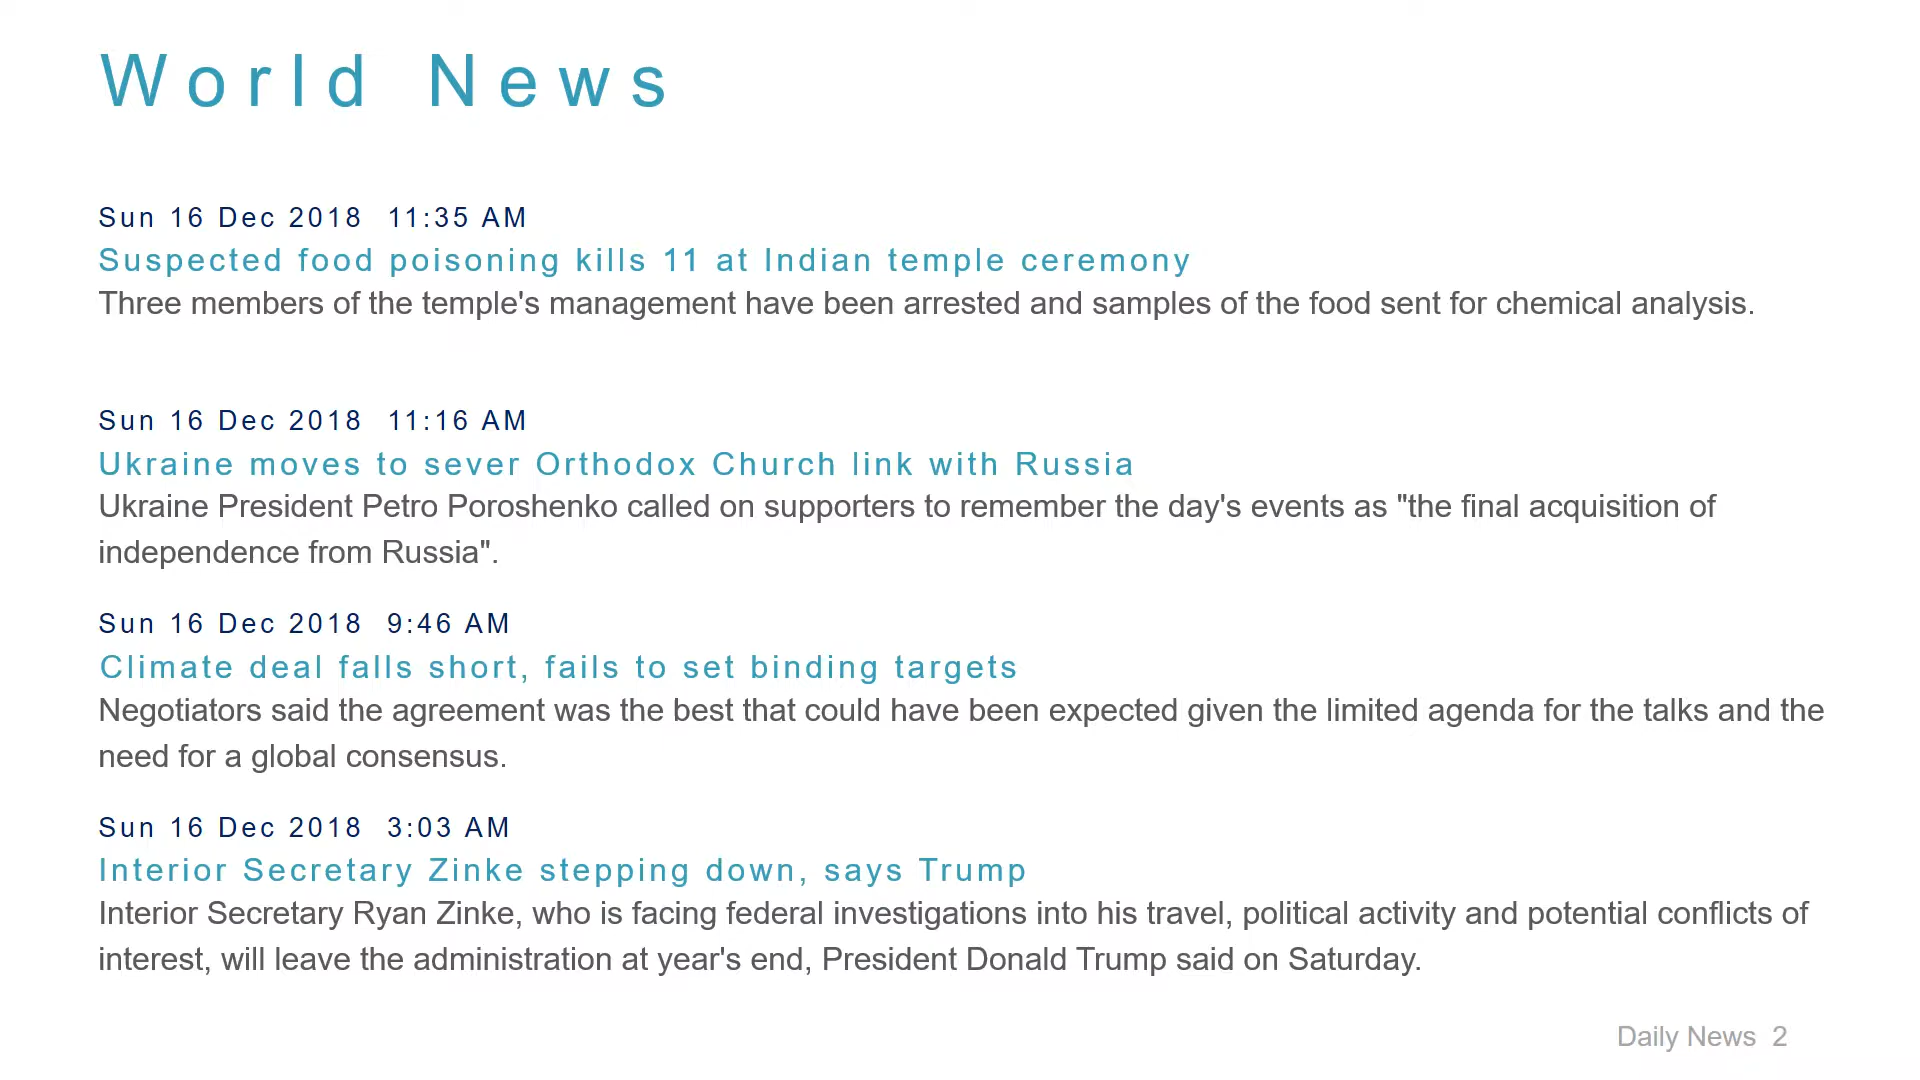 World News
Sun 16 Dec 2018  11:35 AM
Suspected food poisoning kills 11 at Indian temple ceremony
Three members of the temple's management have been arrested and samples of the food sent for chemical analysis.
Sun 16 Dec 2018  11:16 AM
Ukraine moves to sever Orthodox Church link with Russia
Ukraine President Petro Poroshenko called on supporters to remember the day's events as "the final acquisition of
independence from Russia".
Sun 16 Dec 2018  9:46 AM
Climate deal falls short, fails to set binding targets
Negotiators said the agreement was the best that could have been expected given the limited agenda for the talks and the
need for a global consensus.
Sun 16 Dec 2018  3:03 AM
Interior Secretary Zinke stepping down, says Trump
Interior Secretary Ryan Zinke, who is facing federal investigations into his travel, political activity and potential conflicts of
interest, will leave the administration at year's end, President Donald Trump said on Saturday.
Daily News  2